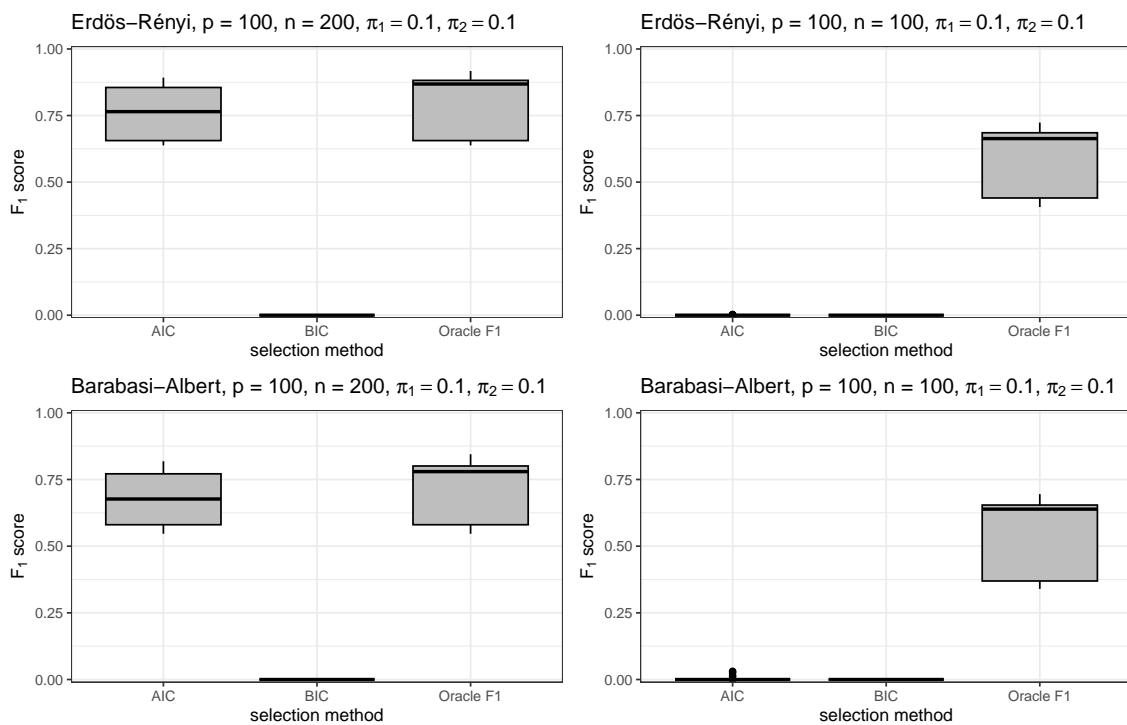 Erdös−Rényi, p = 100, n = 200, π₁ = 0.1, π₂ = 0.1
1.00
0.75
0.50
0.25
0.00
F₁ score
AIC BIC Oracle F1
selection method
Erdös−Rényi, p = 100, n = 100, π₁ = 0.1, π₂ = 0.1
1.00
0.75
0.50
0.25
0.00
F₁ score
AIC BIC Oracle F1
selection method
Barabasi−Albert, p = 100, n = 200, π₁ = 0.1, π₂ = 0.1
1.00
0.75
0.50
0.25
0.00
F₁ score
AIC BIC Oracle F1
selection method
Barabasi−Albert, p = 100, n = 100, π₁ = 0.1, π₂ = 0.1
1.00
0.75
0.50
0.25
0.00
F₁ score
AIC BIC Oracle F1
selection method